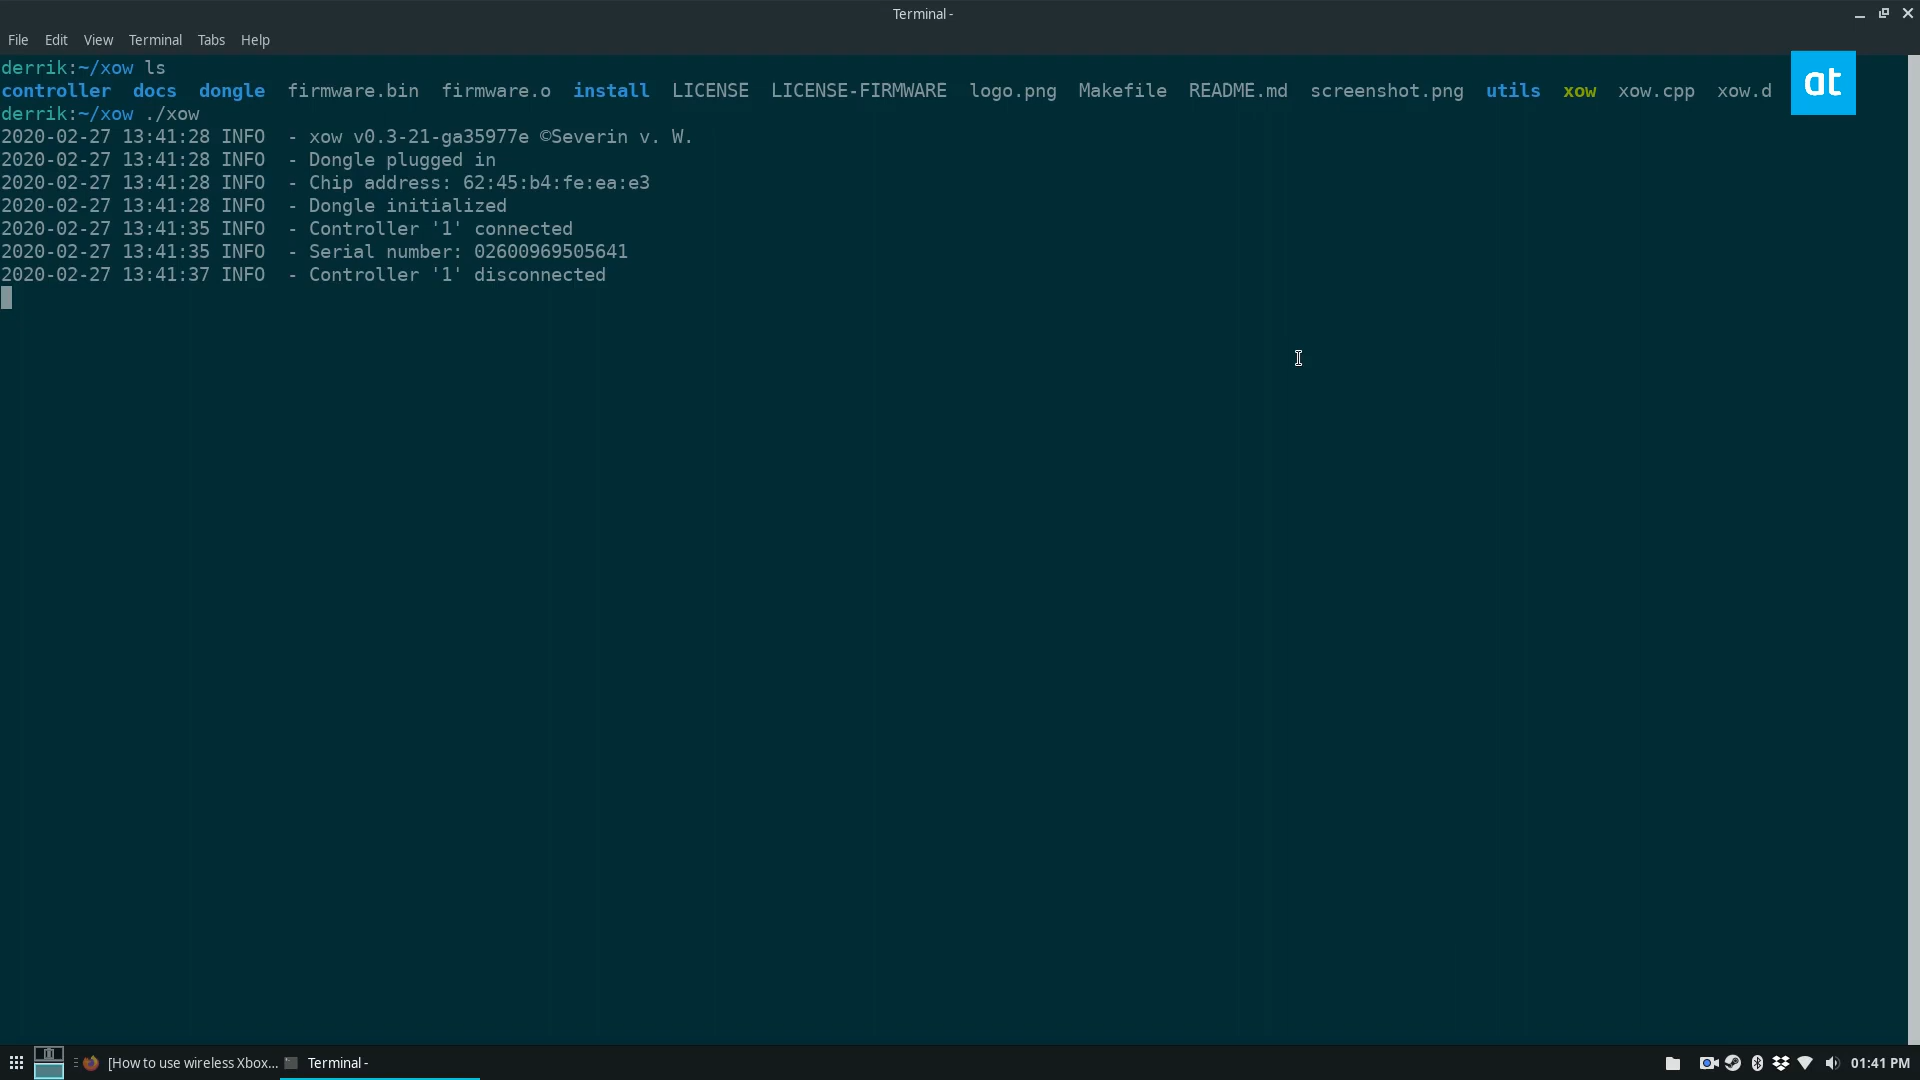 Terminal -
File Edit View Terminal Tabs Help
derrik:~/xow ls
controller docs dongle firmware.bin firmware.o install LICENSE LICENSE-FIRMWARE logo.png Makefile README.md screenshot.png utils xow xow.cpp xow.d
at
derrik:~/xow ./xow
2020-02-27 13:41:28 INFO - xow v0.3-21-ga35977e ©Severin v. W.
2020-02-27 13:41:28 INFO - Dongle plugged in
2020-02-27 13:41:28 INFO - Chip address: 62:45:b4:fe:ea:e3
2020-02-27 13:41:28 INFO - Dongle initialized
2020-02-27 13:41:35 INFO - Controller '1' connected
2020-02-27 13:41:35 INFO - Serial number: 02600969505641
2020-02-27 13:41:37 INFO - Controller '1' disconnected
[How to use wireless Xbox... Terminal - 01:41 PM